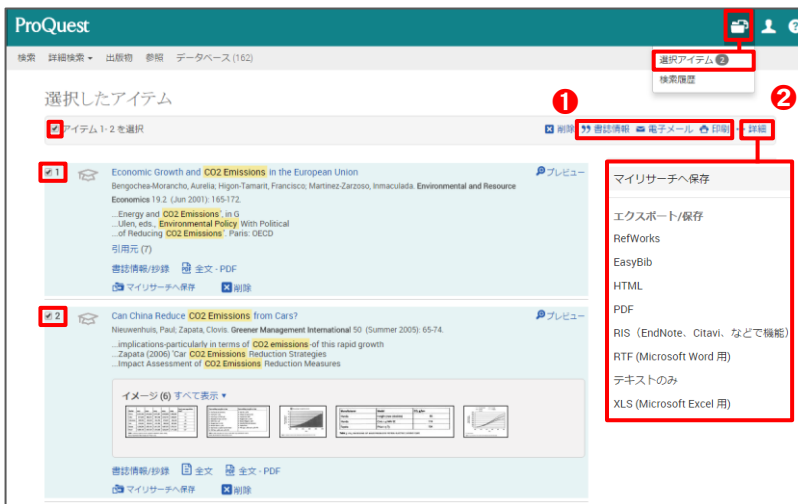 ProQuest
検索 詳細検索 出版物 参照 データベース (162)
選択アイテム 2
検索履歴
選択したアイテム
❶
❷
アイテム 1-2 を選択
削除 書誌情報 電子メール 印刷 ... 詳細
1
Economic Growth and CO2 Emissions in the European Union
プレビュー
Bengochea-Morancho, Aurelia; Higon-Tamarit, Francisco; Martinez-Zarzoso, Inmaculada. Environmental and Resource
Economics 19.2 (Jun 2001): 165-172.
...Energy and CO2 Emissions', in G
...Ulen, eds., Environmental Policy With Political
...of Reducing CO2 Emissions'. Paris: OECD
引用元 (7)
書誌情報/抄録 全文 - PDF
マイリサーチへ保存 削除
2
Can China Reduce CO2 Emissions from Cars?
プレビュー
Nieuwenhuis, Paul; Zapata, Clovis. Greener Management International 50 (Summer 2005): 65-74.
...implications-particularly in terms of CO2 emissions-of this rapid growth
...Zapata (2006) 'Car CO2 Emissions Reduction Strategies
...Impact Assessment of CO2 Emissions Reduction Measures
イメージ (6) すべて表示
書誌情報/抄録 全文 全文 - PDF
マイリサーチへ保存 削除
マイリサーチへ保存
エクスポート/保存
RefWorks
EasyBib
HTML
PDF
RIS（EndNote、Citavi、などで機能）
RTF (Microsoft Word 用)
テキストのみ
XLS (Microsoft Excel 用)